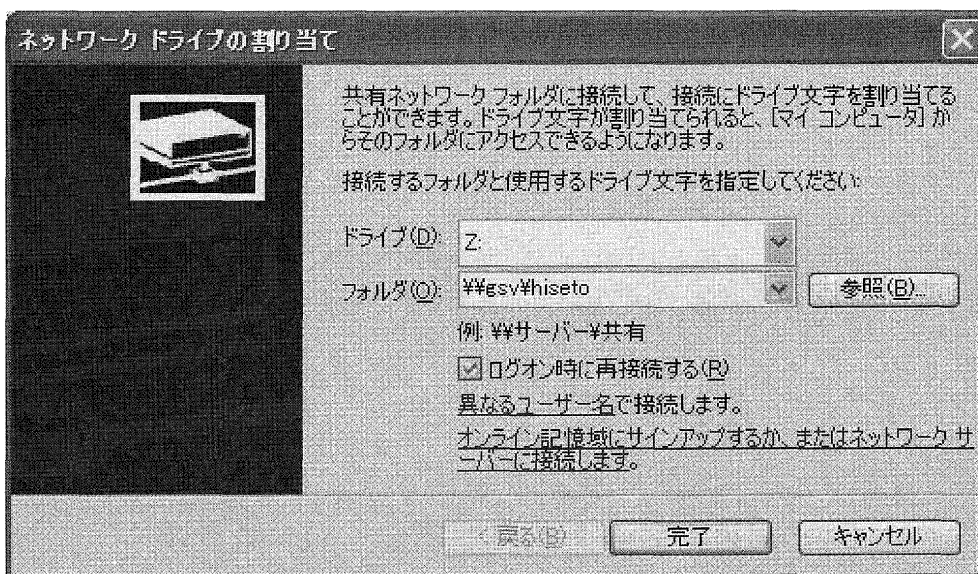 ネットワーク ドライブの割り当て
共有ネットワーク フォルダに接続して、接続にドライブ文字を割り当てる
ことができます。ドライブ文字が割り当てられると、[マイ コンピュータ] か
らそのフォルダにアクセスできるようになります。
接続するフォルダと使用するドライブ文字を指定してください:
ドライブ(D): Z:
フォルダ(O): ¥¥gsv¥hiseto 参照(B)...
例: ¥¥サーバー¥共有
ログオン時に再接続する(R)
異なるユーザー名で接続します。
オンライン記憶域にサインアップするか、またはネットワーク サ
ーバーに接続します。
< 戻る(B) 完了 キャンセル